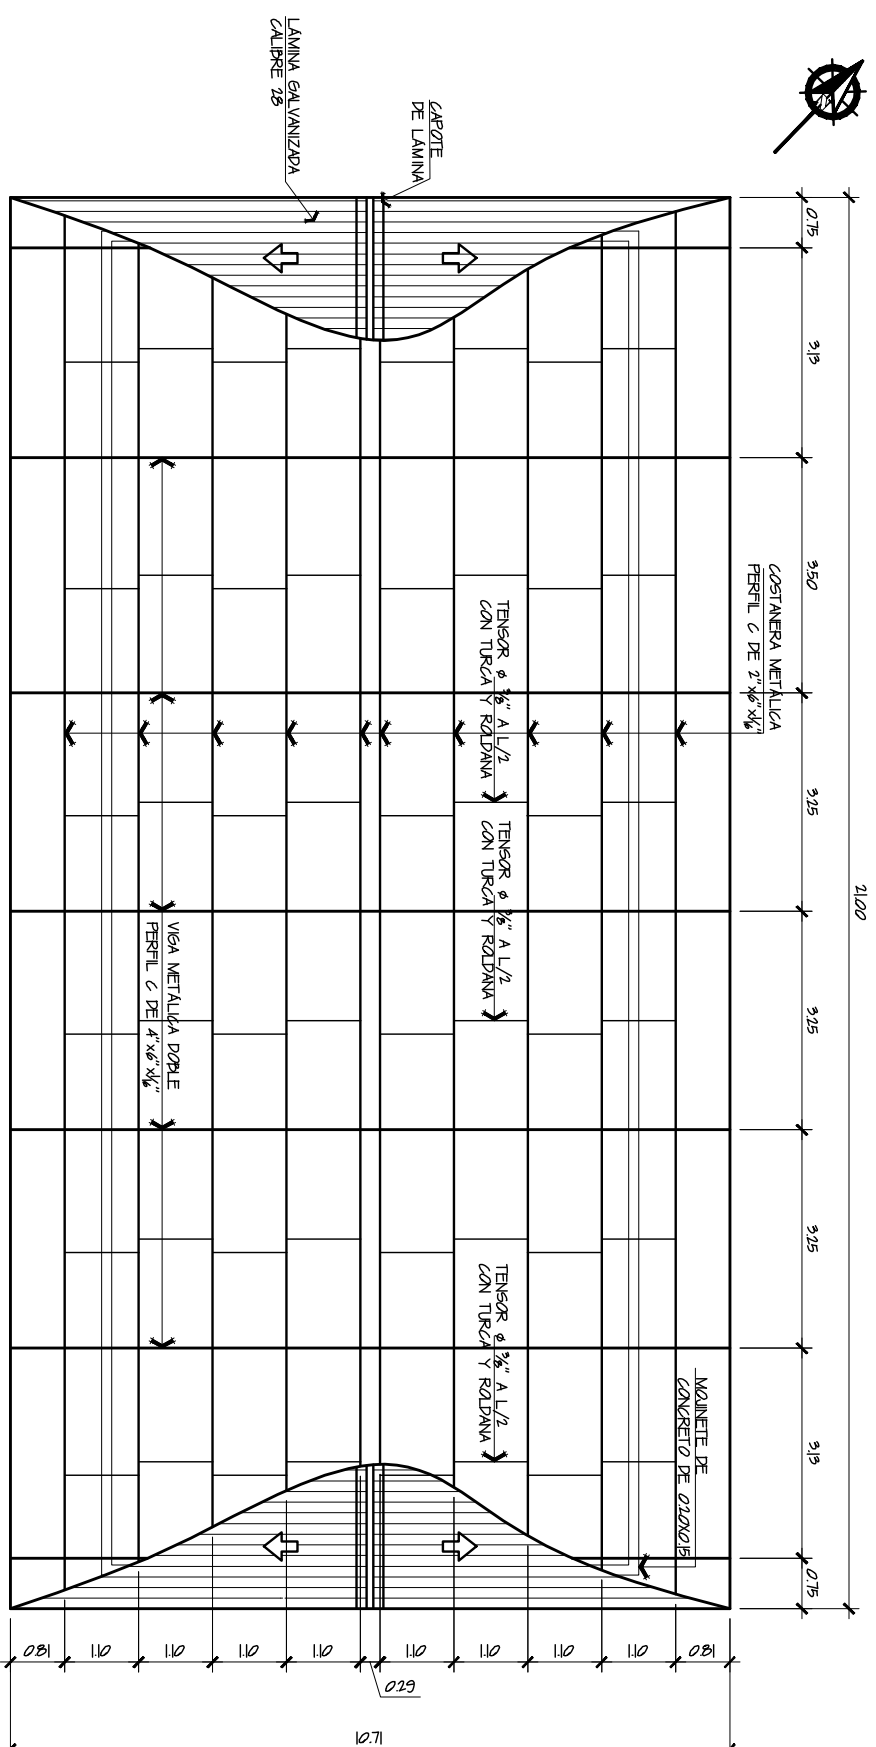 LÁMINA GALVANIZADA
CALIBRE 28
CAPOTE
DE LÁMINA
0.75
3.13
3.50
3.25
3.25
3.25
3.13
0.75
21.00
COSTANERA METÁLICA
PERFIL C DE 2"x6"x1/16"
TENSOR ø 3/8" A L/2
CON TURCA Y ROLDANA
TENSOR ø 3/8" A L/2
CON TURCA Y ROLDANA
VIGA METÁLICA DOBLE
PERFIL C DE 4"x6"x1/16"
TENSOR ø 3/8" A L/2
CON TURCA Y ROLDANA
MOJINETE DE
CONCRETO DE 0.20X0.15
0.81
1.10
1.10
1.10
1.10
0.29
1.10
1.10
1.10
1.10
0.81
10.71